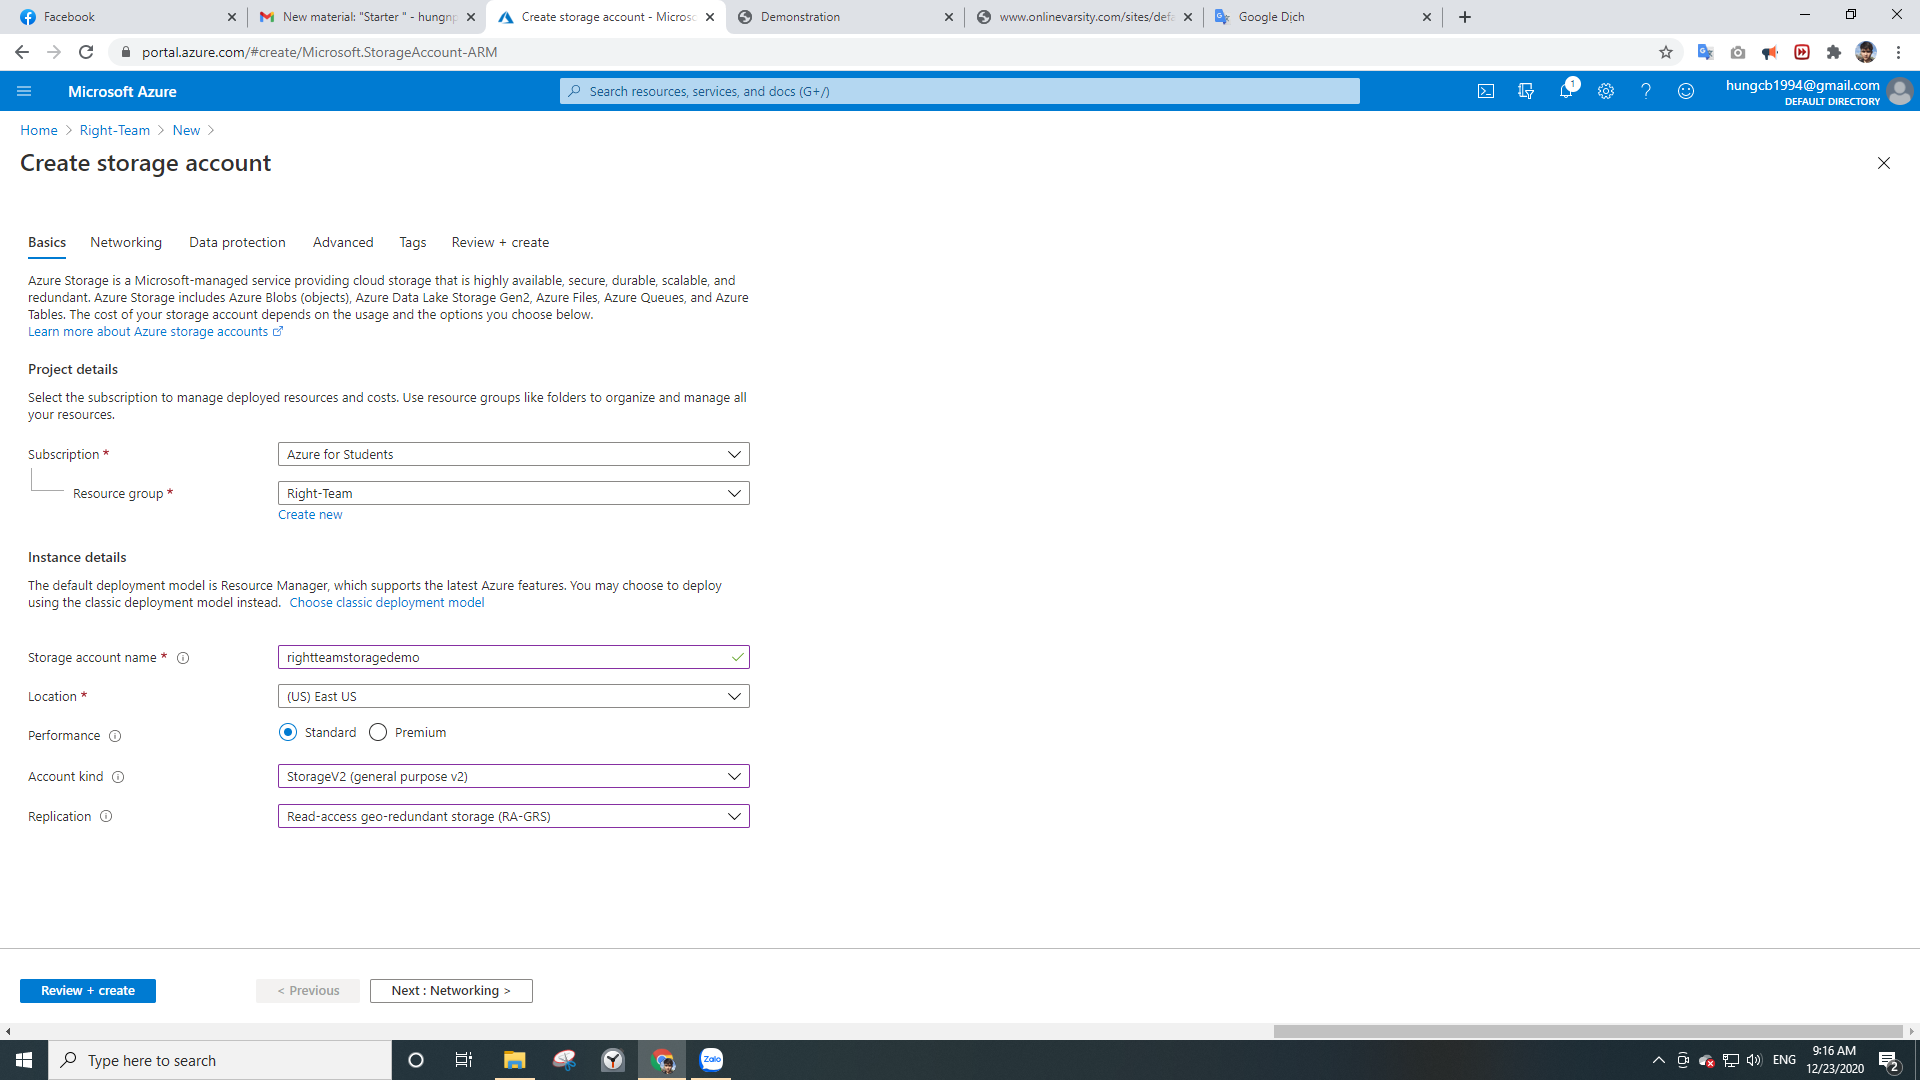 Facebook
New material: "Starter " - hungnp
Create storage account - Microso
Demonstration
www.onlinevarsity.com/sites/defa
Google Dịch
portal.azure.com/#create/Microsoft.StorageAccount-ARM
Microsoft Azure
Search resources, services, and docs (G+/)
1
hungcb1994@gmail.com
DEFAULT DIRECTORY
Home > Right-Team > New >
Create storage account
Basics Networking Data protection Advanced Tags Review + create
Azure Storage is a Microsoft-managed service providing cloud storage that is highly available, secure, durable, scalable, and
redundant. Azure Storage includes Azure Blobs (objects), Azure Data Lake Storage Gen2, Azure Files, Azure Queues, and Azure
Tables. The cost of your storage account depends on the usage and the options you choose below.
Learn more about Azure storage accounts
Project details
Select the subscription to manage deployed resources and costs. Use resource groups like folders to organize and manage all
your resources.
Subscription *
Azure for Students
Resource group *
Right-Team
Create new
Instance details
The default deployment model is Resource Manager, which supports the latest Azure features. You may choose to deploy
using the classic deployment model instead. Choose classic deployment model
Storage account name *
rightteamstoragedemo
Location *
(US) East US
Performance
Standard Premium
Account kind
StorageV2 (general purpose v2)
Replication
Read-access geo-redundant storage (RA-GRS)
Review + create
< Previous
Next : Networking >
Type here to search
Zalo
ENG
9:16 AM
12/23/2020
2